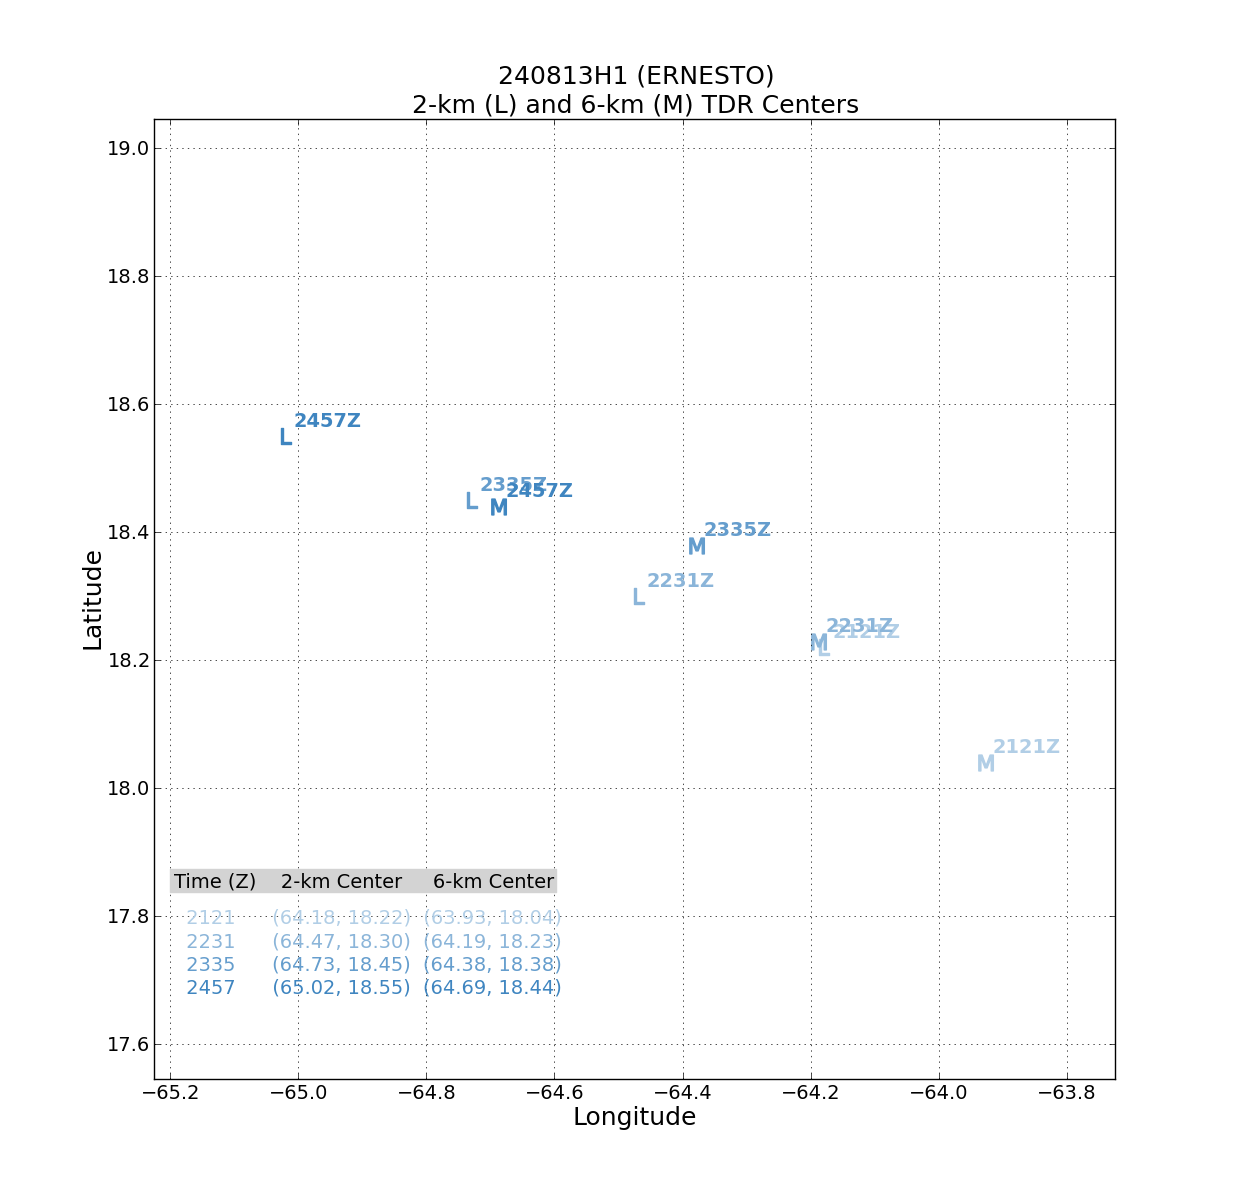 240813H1 (ERNESTO)
2-km (L) and 6-km (M) TDR Centers
19.0
18.8
18.6
18.4
18.2
18.0
17.8
17.6
Latitude
L 2457Z
L 2335Z
M 2457Z
M 2335Z
L 2231Z
M 2231Z
L 2121Z
M 2121Z
Time (Z) 2-km Center 6-km Center
2121 (64.18, 18.22) (63.93, 18.04)
2231 (64.47, 18.30) (64.19, 18.23)
2335 (64.73, 18.45) (64.38, 18.38)
2457 (65.02, 18.55) (64.69, 18.44)
−65.2 −65.0 −64.8 −64.6 −64.4 −64.2 −64.0 −63.8
Longitude